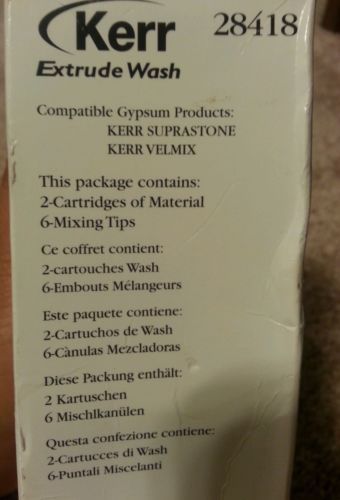 Kerr 28418
Extrude Wash
Compatible Gypsum Products:
KERR SUPRASTONE
KERR VELMIX
This package contains:
2-Cartridges of Material
6-Mixing Tips
Ce coffret contient:
2-cartouches Wash
6-Embouts Mélangeurs
Este paquete contiene:
2-Cartuchos de Wash
6-Cànulas Mezcladoras
Diese Packung enthält:
2 Kartuschen
6 Mischlkanülen
Questa confezione contiene:
2-Cartucces di Wash
6-Puntali Miscelanti